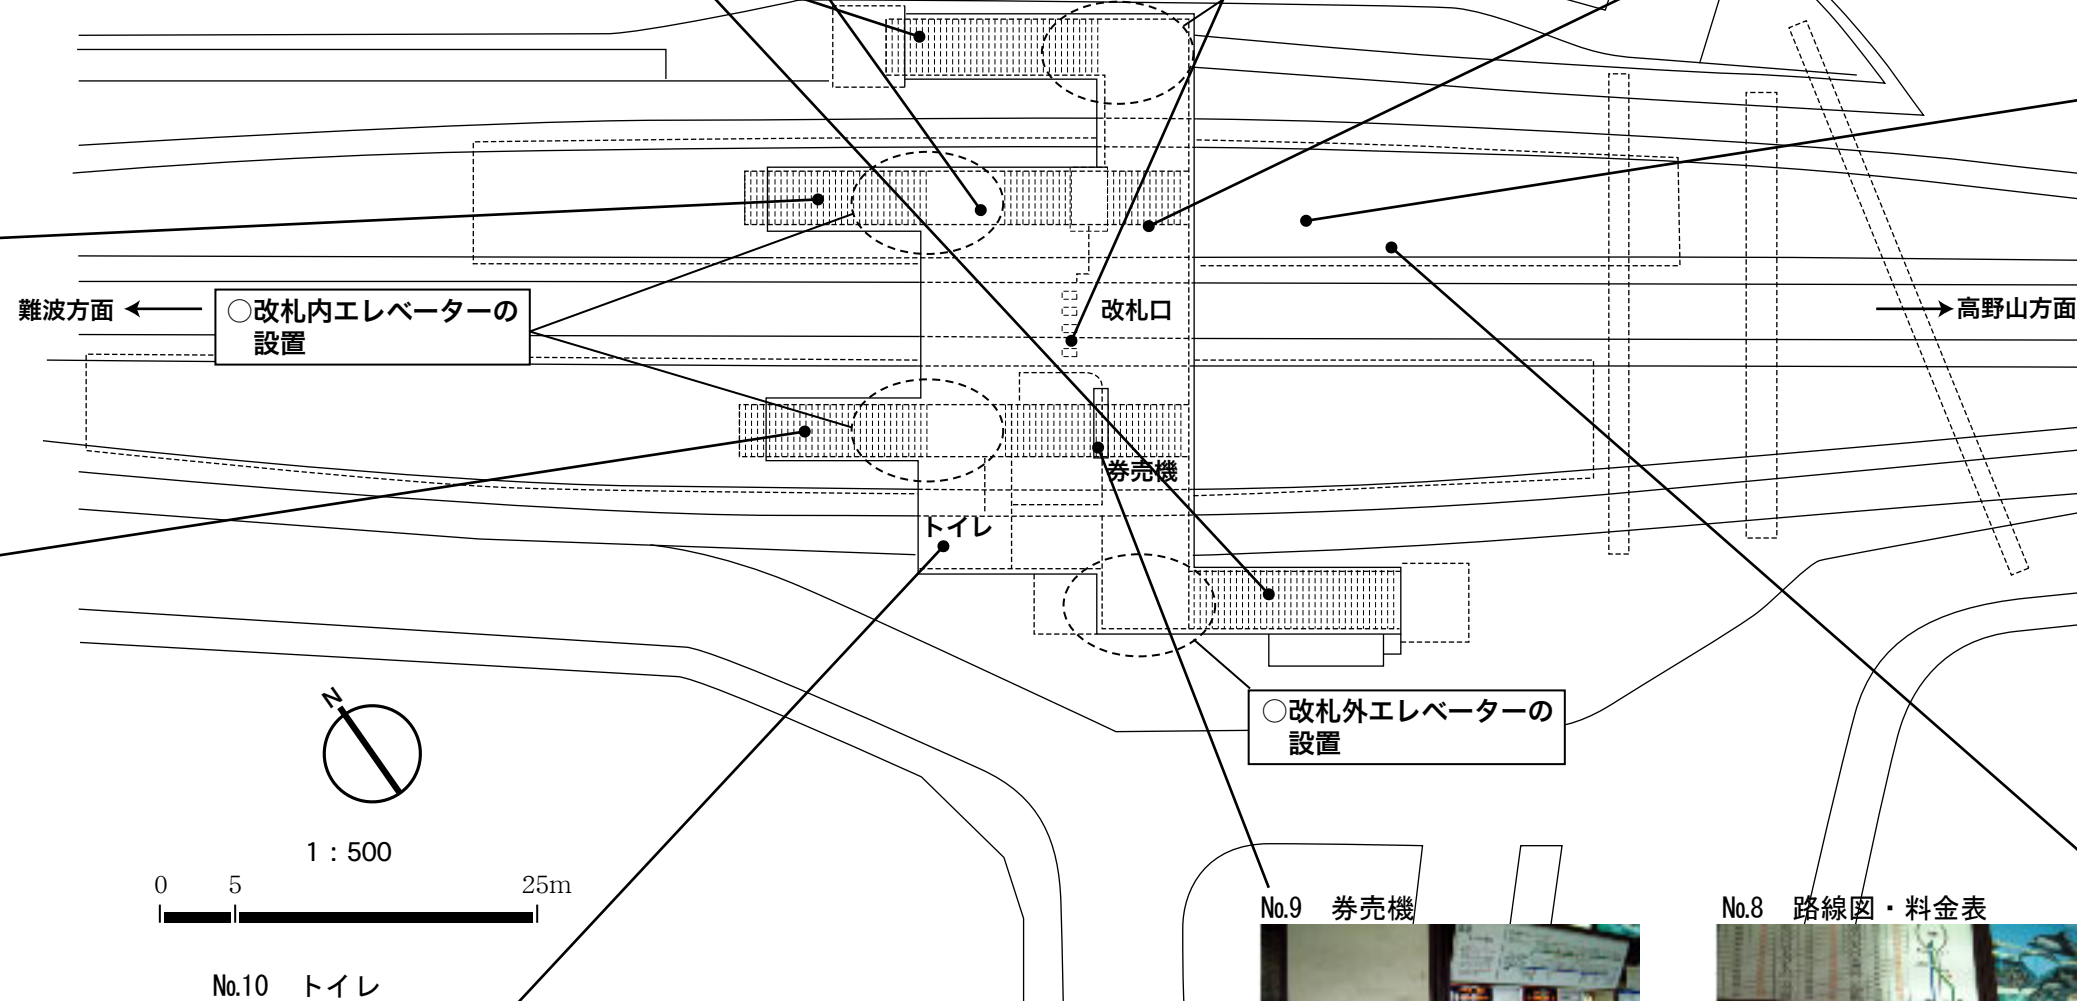 難波方面
○改札内エレベーターの
設置
改札口
高野山方面
券売機
トイレ
○改札外エレベーターの
設置
N
1：500
0 5 25m
№9 券売機
№8 路線図・料金表
№10 トイレ